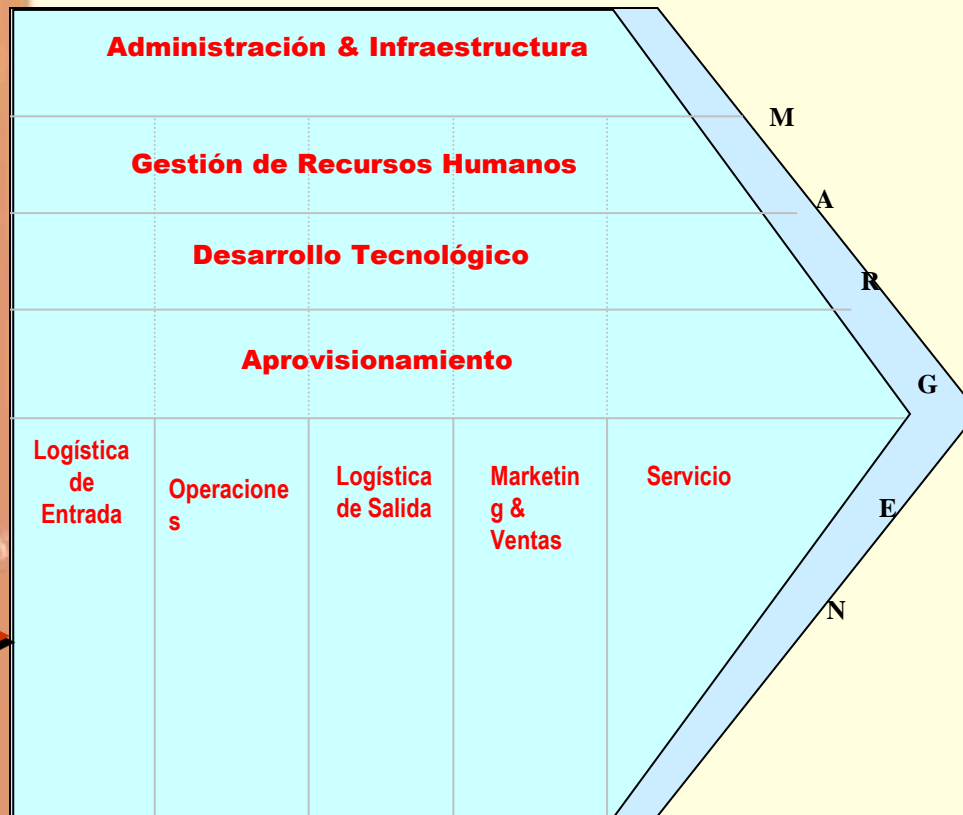 Administración & Infraestructura
M
Gestión de Recursos Humanos
A
Desarrollo Tecnológico
R
Aprovisionamiento
G
Logística
de
Entrada
Operacione
s
Logística
de Salida
Marketin
g &
Ventas
Servicio
E
N